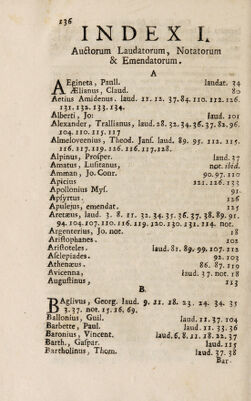 136
INDEX I.
Auctorum Laudatorum, Notatorum
& Emendatorum.
A
AEgineta, Paull. laudat. 34
Ælianus, Claud. 80
Aetius Amidenus. laud. 11. 12. 37. 84. 110. 112. 126.
131. 132. 133. 134.
Alberti, Jo: laud. 101
Alexander, Trallianus, laud. 28. 32. 34. 36. 37. 82. 96.
104. 110. 115. 117
Almeloveenius, Theod. Jans. laud. 89. 95. 112. 115.
116. 117. 119. 126. 116. 117. 128.
Alpinus, Prosper. laud. 37
Amatus, Lusitanus, not. ibid.
Amman, Jo. Conr. 90. 97. 110
Apicius 121. 126. 133
Apollonius Mys. 91.
Apsyrtus. 126
Apulejus, emendat. 125
Aretæus, laud. 3. 8. 11. 32. 34. 35. 36. 37. 38. 89. 91.
94. 104. 107. 110. 116. 119. 120. 130. 131. 114. not.
Argenterius, Jo. not. 18
Aristophanes, 102
Aristoteles. laud. 81. 89. 99. 107. 112
Asclepiades. 92. 103
Athenæus. 86. 87. 119
Avicenna, laud. 37. not. 18
Augustinus, 113
B.
BAglivus, Georg. laud. 9. 11. 18. 23. 24. 34. 35
3. 37. not. 15. 16. 69.
Ballonius, Guil. laud. 11. 37. 104
Barbette, Paul. laud. 11. 33. 36
Baronius, Vincent. laud. 6. 8. 11. 18. 22. 37
Barth., Gaspar. laud. 115
Bartholinus, Thom. laud. 37. 38
Bar-